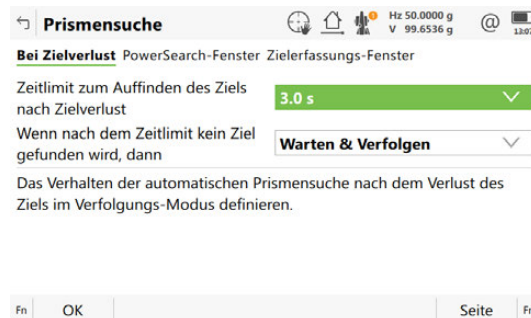 Prismensuche
Hz 50.0000 g
V 99.6536 g
@
13:07
Bei Zielverlust PowerSearch-Fenster Zielerfassungs-Fenster
Zeitlimit zum Auffinden des Ziels
nach Zielverlust
3.0 s
Wenn nach dem Zeitlimit kein Ziel
gefunden wird, dann
Warten & Verfolgen
Das Verhalten der automatischen Prismensuche nach dem Verlust des
Ziels im Verfolgungs-Modus definieren.
Fn OK Seite